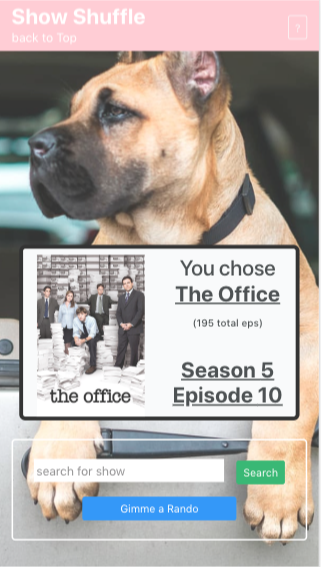 Show Shuffle
back to Top
?
the office
You chose
The Office
(195 total eps)
Season 5
Episode 10
search for show
Search
Gimme a Rando